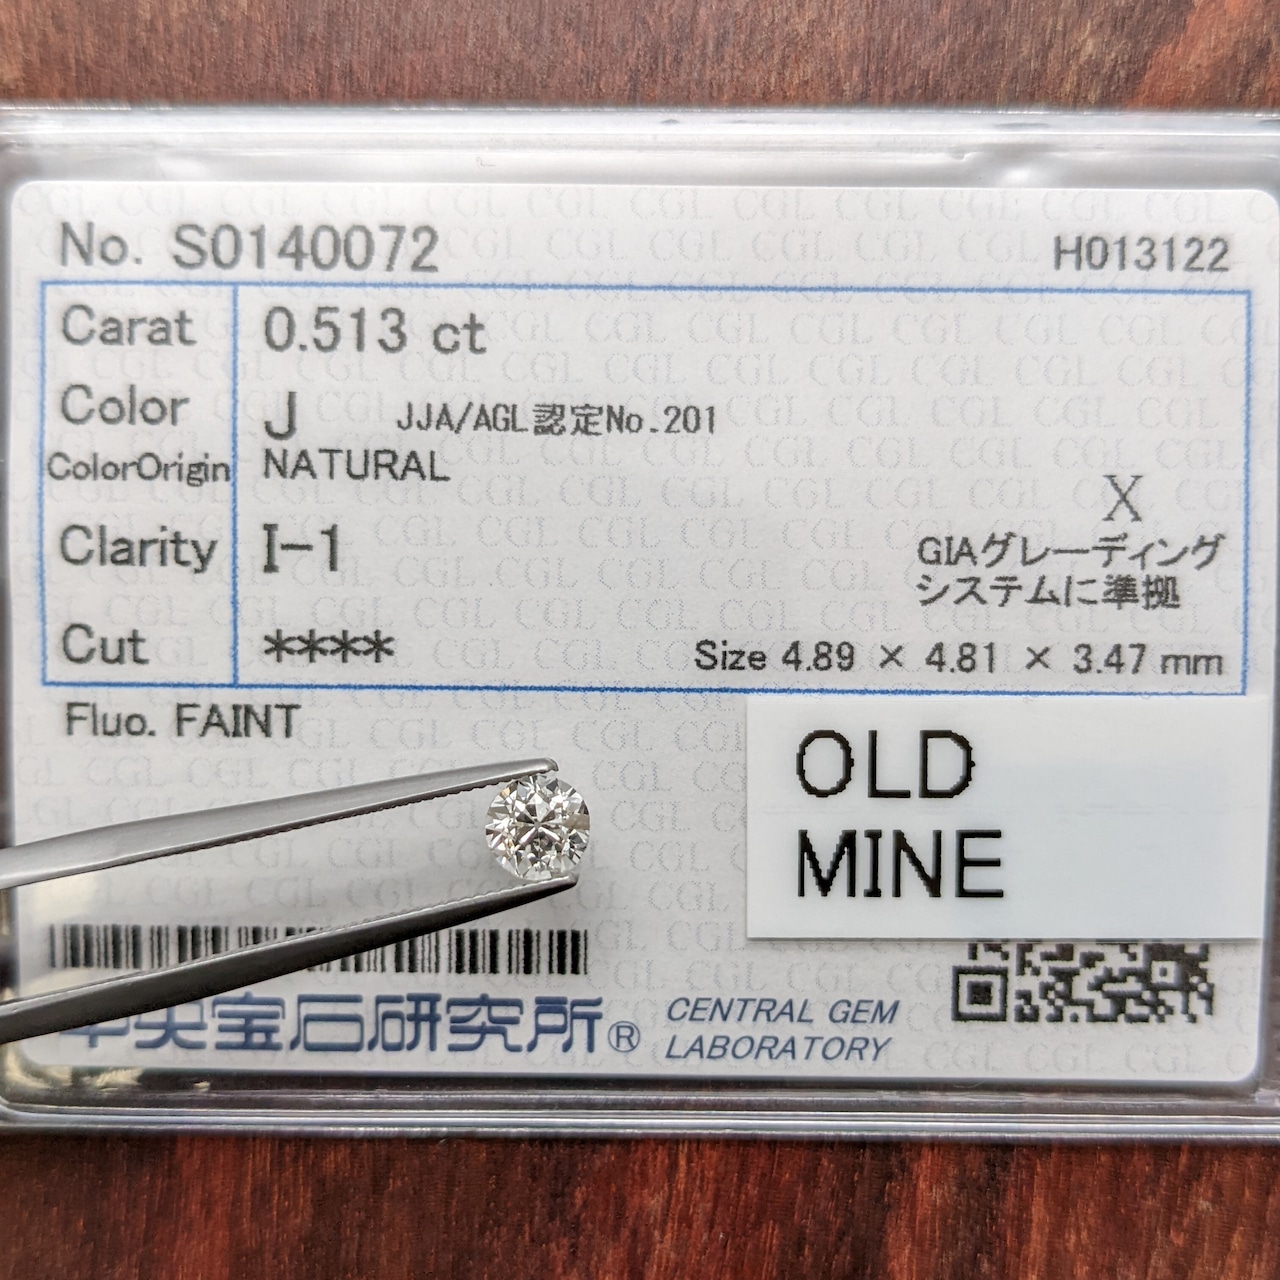 No. S0140072
H013122
Carat 0.513 ct
Color J JJA/AGL認定No.201
ColorOrigin NATURAL
X
Clarity I-1
GIAグレーディング
システムに準拠
Cut ****
Size 4.89 × 4.81 × 3.47 mm
Fluo. FAINT
OLD
MINE
中央宝石研究所®
CENTRAL GEM
LABORATORY